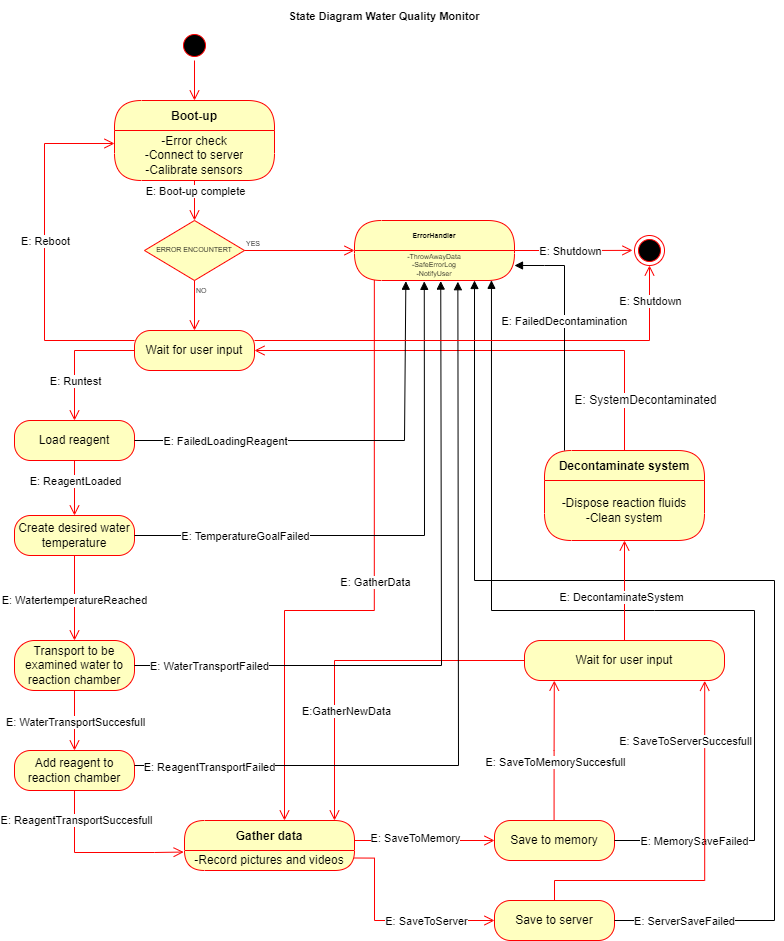 State Diagram Water Quality Monitor
Boot-up
-Error check
-Connect to server
-Calibrate sensors
E: Boot-up complete
E: Reboot
ERROR ENCOUNTERT
YES
NO
ErrorHandler
-ThrowAwayData
-SafeErrorLog
-NotifyUser
E: Shutdown
E: Shutdown
E: FailedDecontamination
Wait for user input
E: Runtest
E: SystemDecontaminated
Load reagent
E: FailedLoadingReagent
E: ReagentLoaded
Decontaminate system
-Dispose reaction fluids
-Clean system
Create desired water
temperature
E: TemperatureGoalFailed
E: GatherData
E: WatertemperatureReached
E: DecontaminateSystem
Transport to be
examined water to
reaction chamber
E: WaterTransportFailed
Wait for user input
E:GatherNewData
E: WaterTransportSuccesfull
E: SaveToServerSuccesfull
E: SaveToMemorySuccesfull
Add reagent to
reaction chamber
E: ReagentTransportFailed
E: ReagentTransportSuccesfull
Gather data
-Record pictures and videos
E: SaveToMemory
Save to memory
E: MemorySaveFailed
E: SaveToServer
Save to server
E: ServerSaveFailed